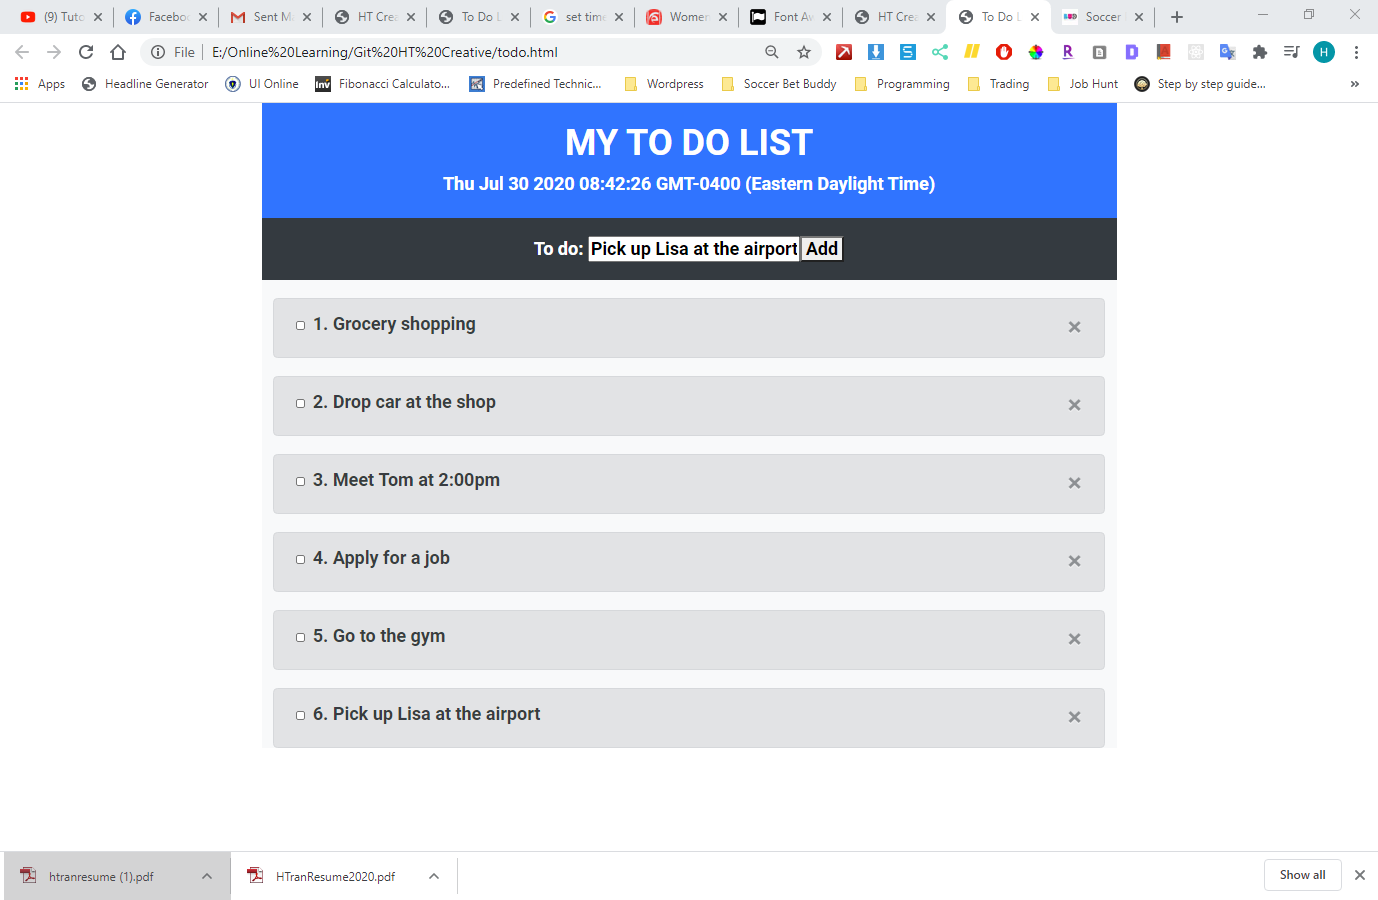 (9) Tuto
Facebo
Sent M
HT Cre
To Do L
set time
Women
Font Aw
HT Cre
To Do L
Soccer
File
E:/Online%20Learning/Git%20HT%20Creative/todo.html
S
R
D
H
Apps
Headline Generator
UI Online
Inv
Fibonacci Calculato...
Predefined Technic...
Wordpress
Soccer Bet Buddy
Programming
Trading
Job Hunt
Step by step guide...
»
MY TO DO LIST
Thu Jul 30 2020 08:42:26 GMT-0400 (Eastern Daylight Time)
To do: Pick up Lisa at the airport Add
1. Grocery shopping
2. Drop car at the shop
3. Meet Tom at 2:00pm
4. Apply for a job
5. Go to the gym
6. Pick up Lisa at the airport
htranresume (1).pdf
HTranResume2020.pdf
Show all